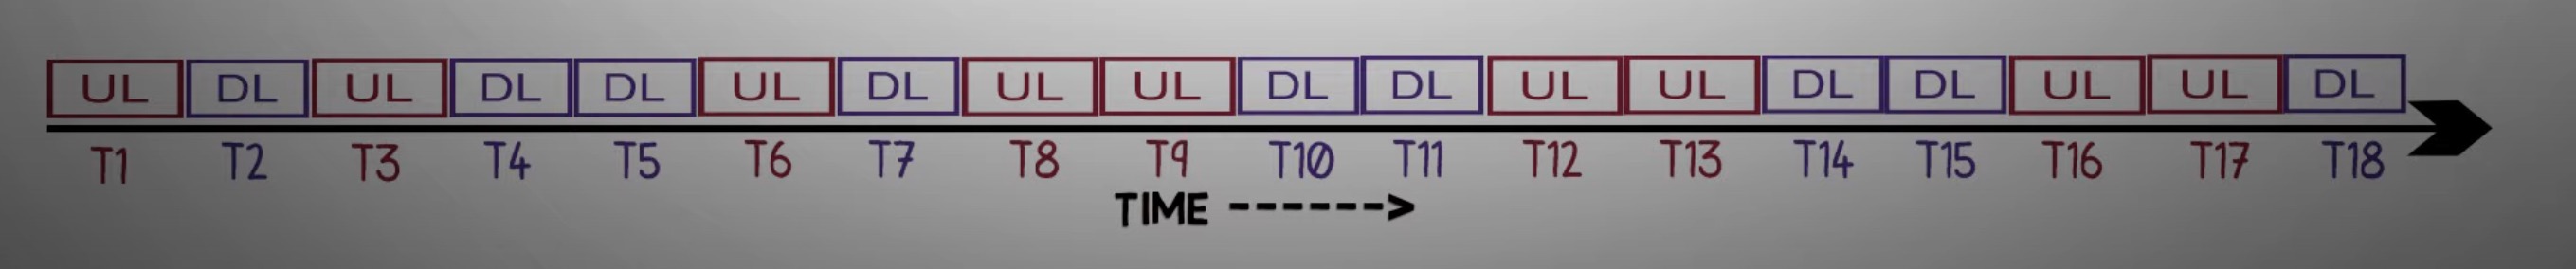 UL DL UL DL DL UL DL UL UL DL DL UL UL DL DL UL UL DL
T1 T2 T3 T4 T5 T6 T7 T8 T9 T10 T11 T12 T13 T14 T15 T16 T17 T18
TIME ------>